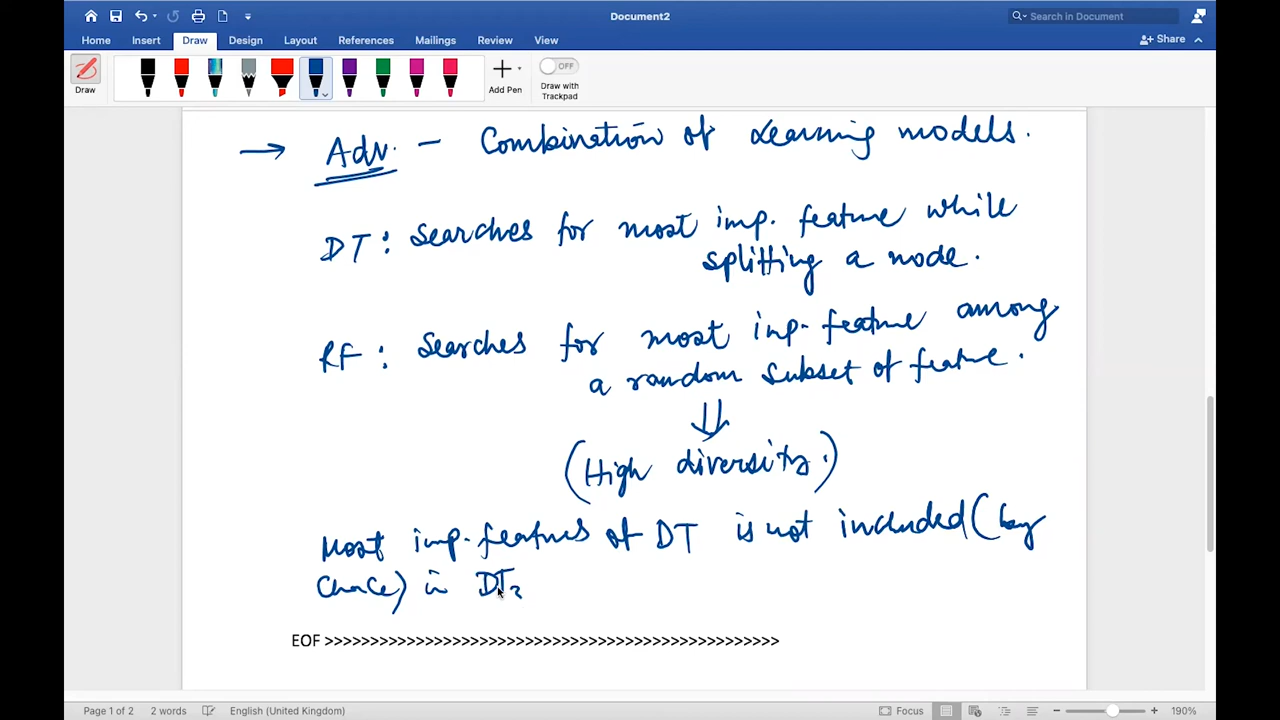 Document2
Search in Document
Home Insert Draw Design Layout References Mailings Review View
Share
Draw
Add Pen
OFF
Draw with Trackpad
→ Adv. - Combination of Learning models.
DT: Searches for most imp. feature while
splitting a node.
RF: Searches for most imp. feature among
a random subset of feature.
(High diversity.)
Most imp. features of DT is not included (by
Chance) in DT2
EOF >>>>>>>>>>>>>>>>>>>>>>>>>>>>>>>>>>>>>>>>>>>>>>>>>>
Page 1 of 2 2 words English (United Kingdom) Focus 190%